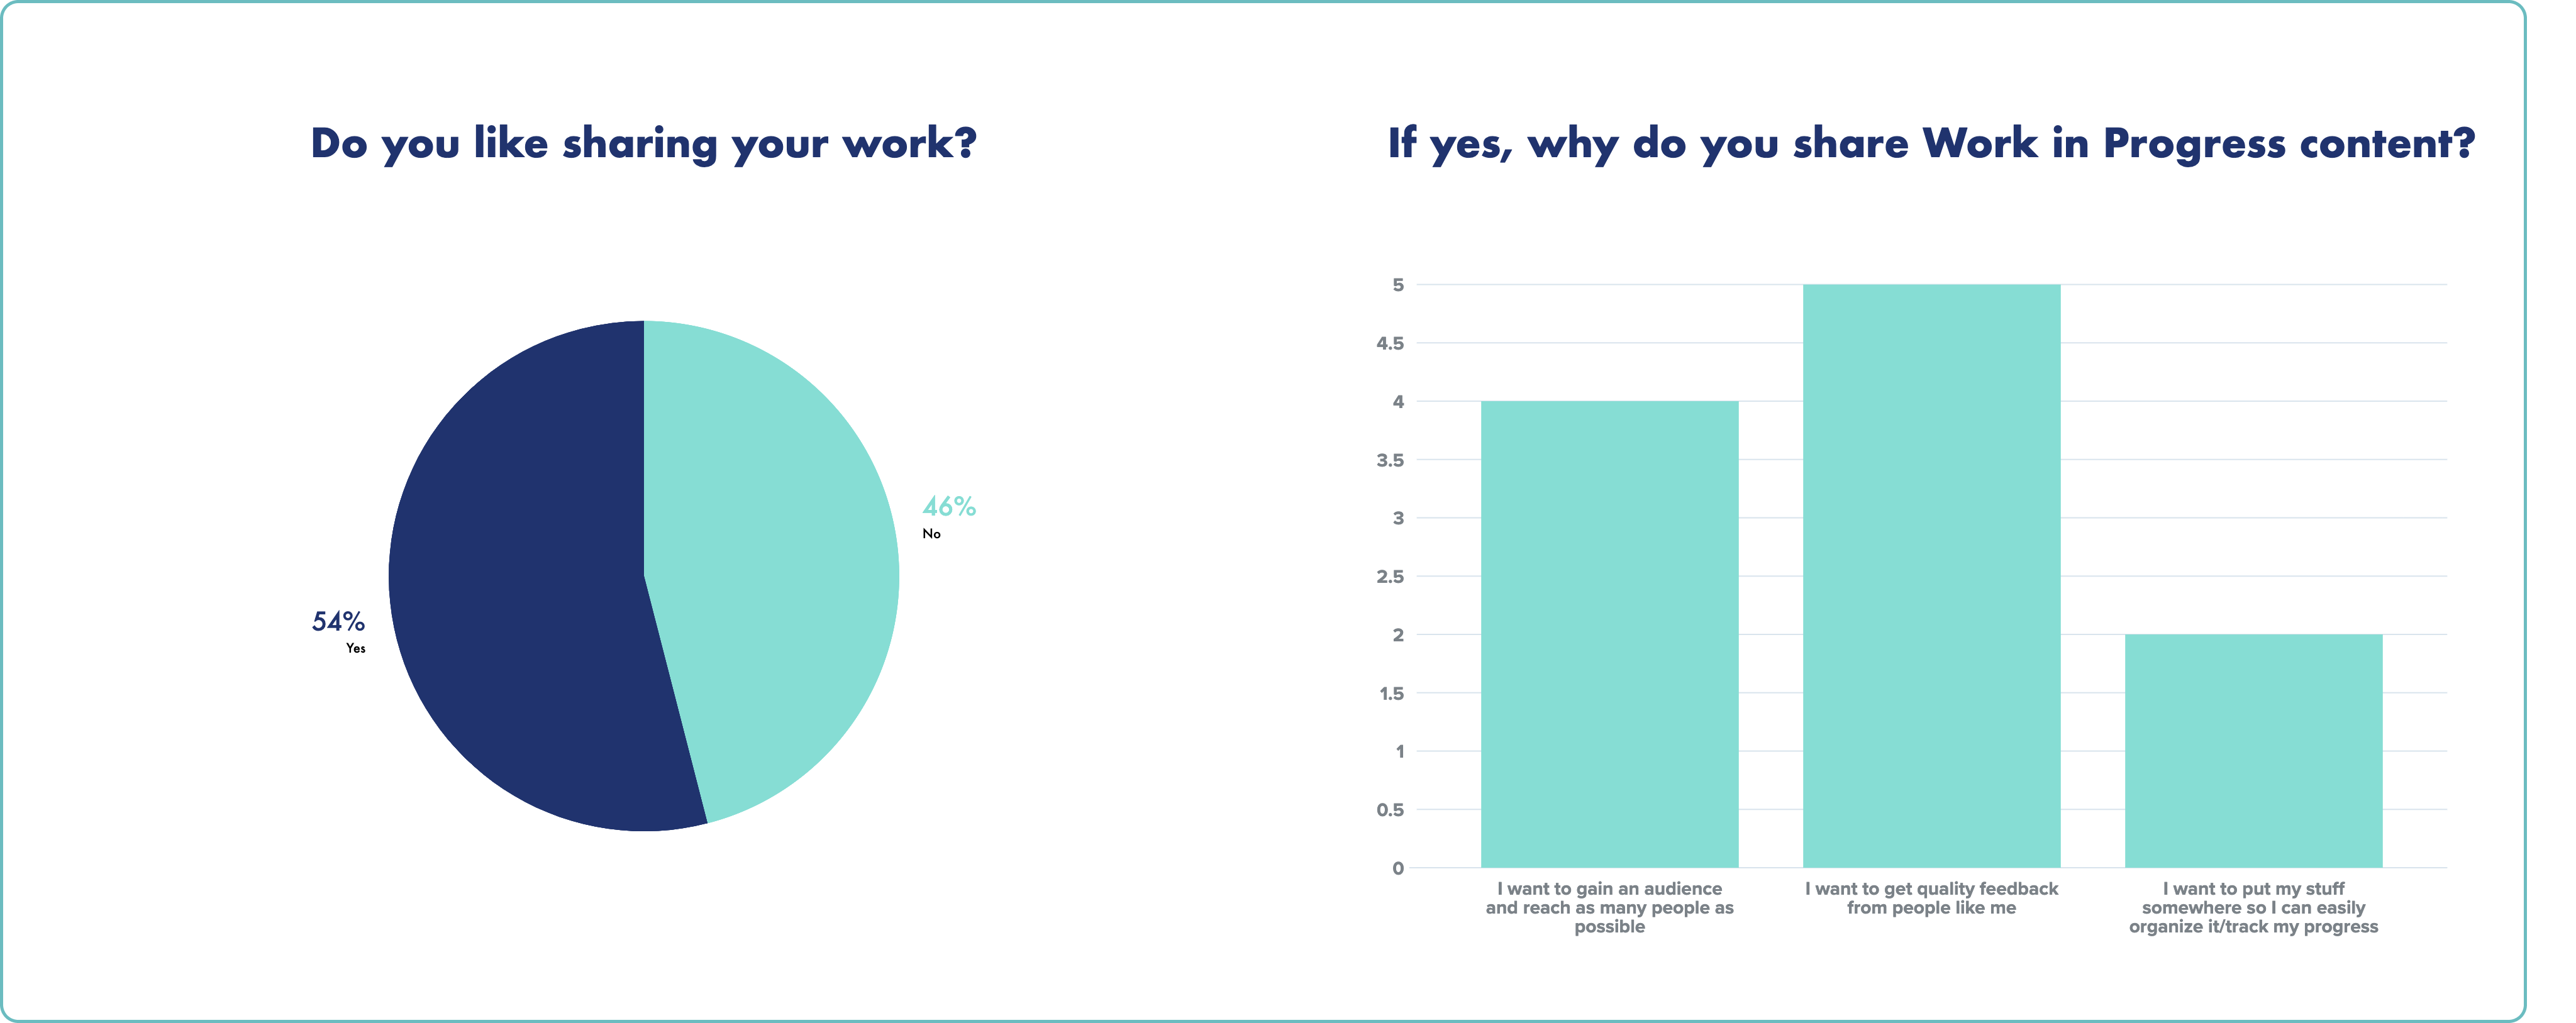 Do you like sharing your work?
46%
No
54%
Yes
If yes, why do you share Work in Progress content?
5
4.5
4
3.5
3
2.5
2
1.5
1
0.5
0
I want to gain an audience
and reach as many people as
possible
I want to get quality feedback
from people like me
I want to put my stuff
somewhere so I can easily
organize it/track my progress